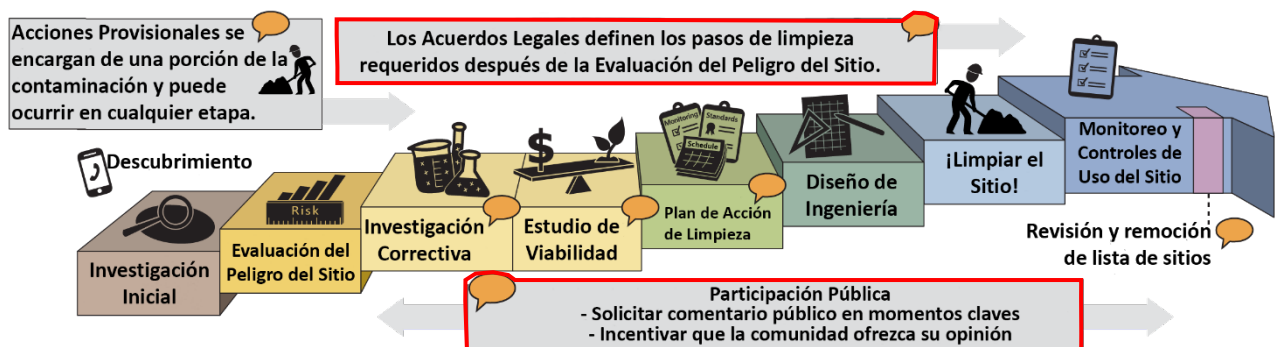 Acciones Provisionales se
encargan de una porción de la
contaminación y puede
ocurrir en cualquier etapa.
Los Acuerdos Legales definen los pasos de limpieza
requeridos después de la Evaluación del Peligro del Sitio.
Descubrimiento
Investigación
Inicial
Risk
Evaluación del
Peligro del Sitio
Investigación
Correctiva
$
Estudio de
Viabilidad
Monitoring
Standards
Schedule
Plan de Acción
de Limpieza
Diseño de
Ingeniería
¡Limpiar el
Sitio!
Monitoreo y
Controles de
Uso del Sitio
Revisión y remoción
de lista de sitios
Participación Pública
- Solicitar comentario público en momentos claves
- Incentivar que la comunidad ofrezca su opinión